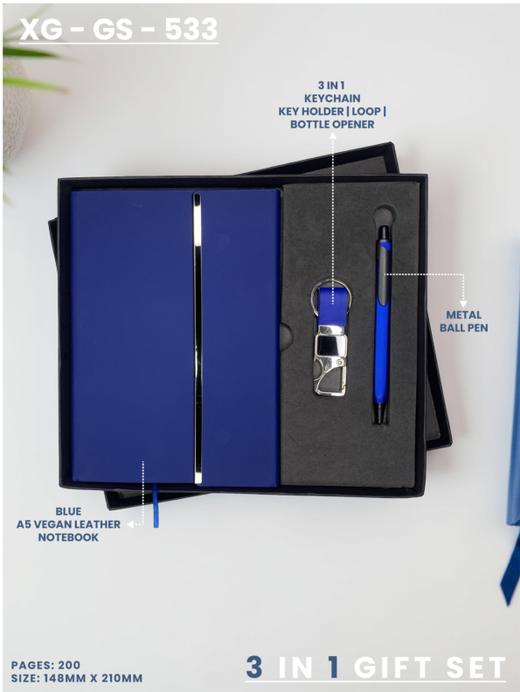 XG - GS - 533
3 IN 1
KEYCHAIN
KEY HOLDER | LOOP |
BOTTLE OPENER
METAL
BALL PEN
BLUE
A5 VEGAN LEATHER
NOTEBOOK
PAGES: 200
SIZE: 148MM X 210MM
3 IN 1 GIFT SET